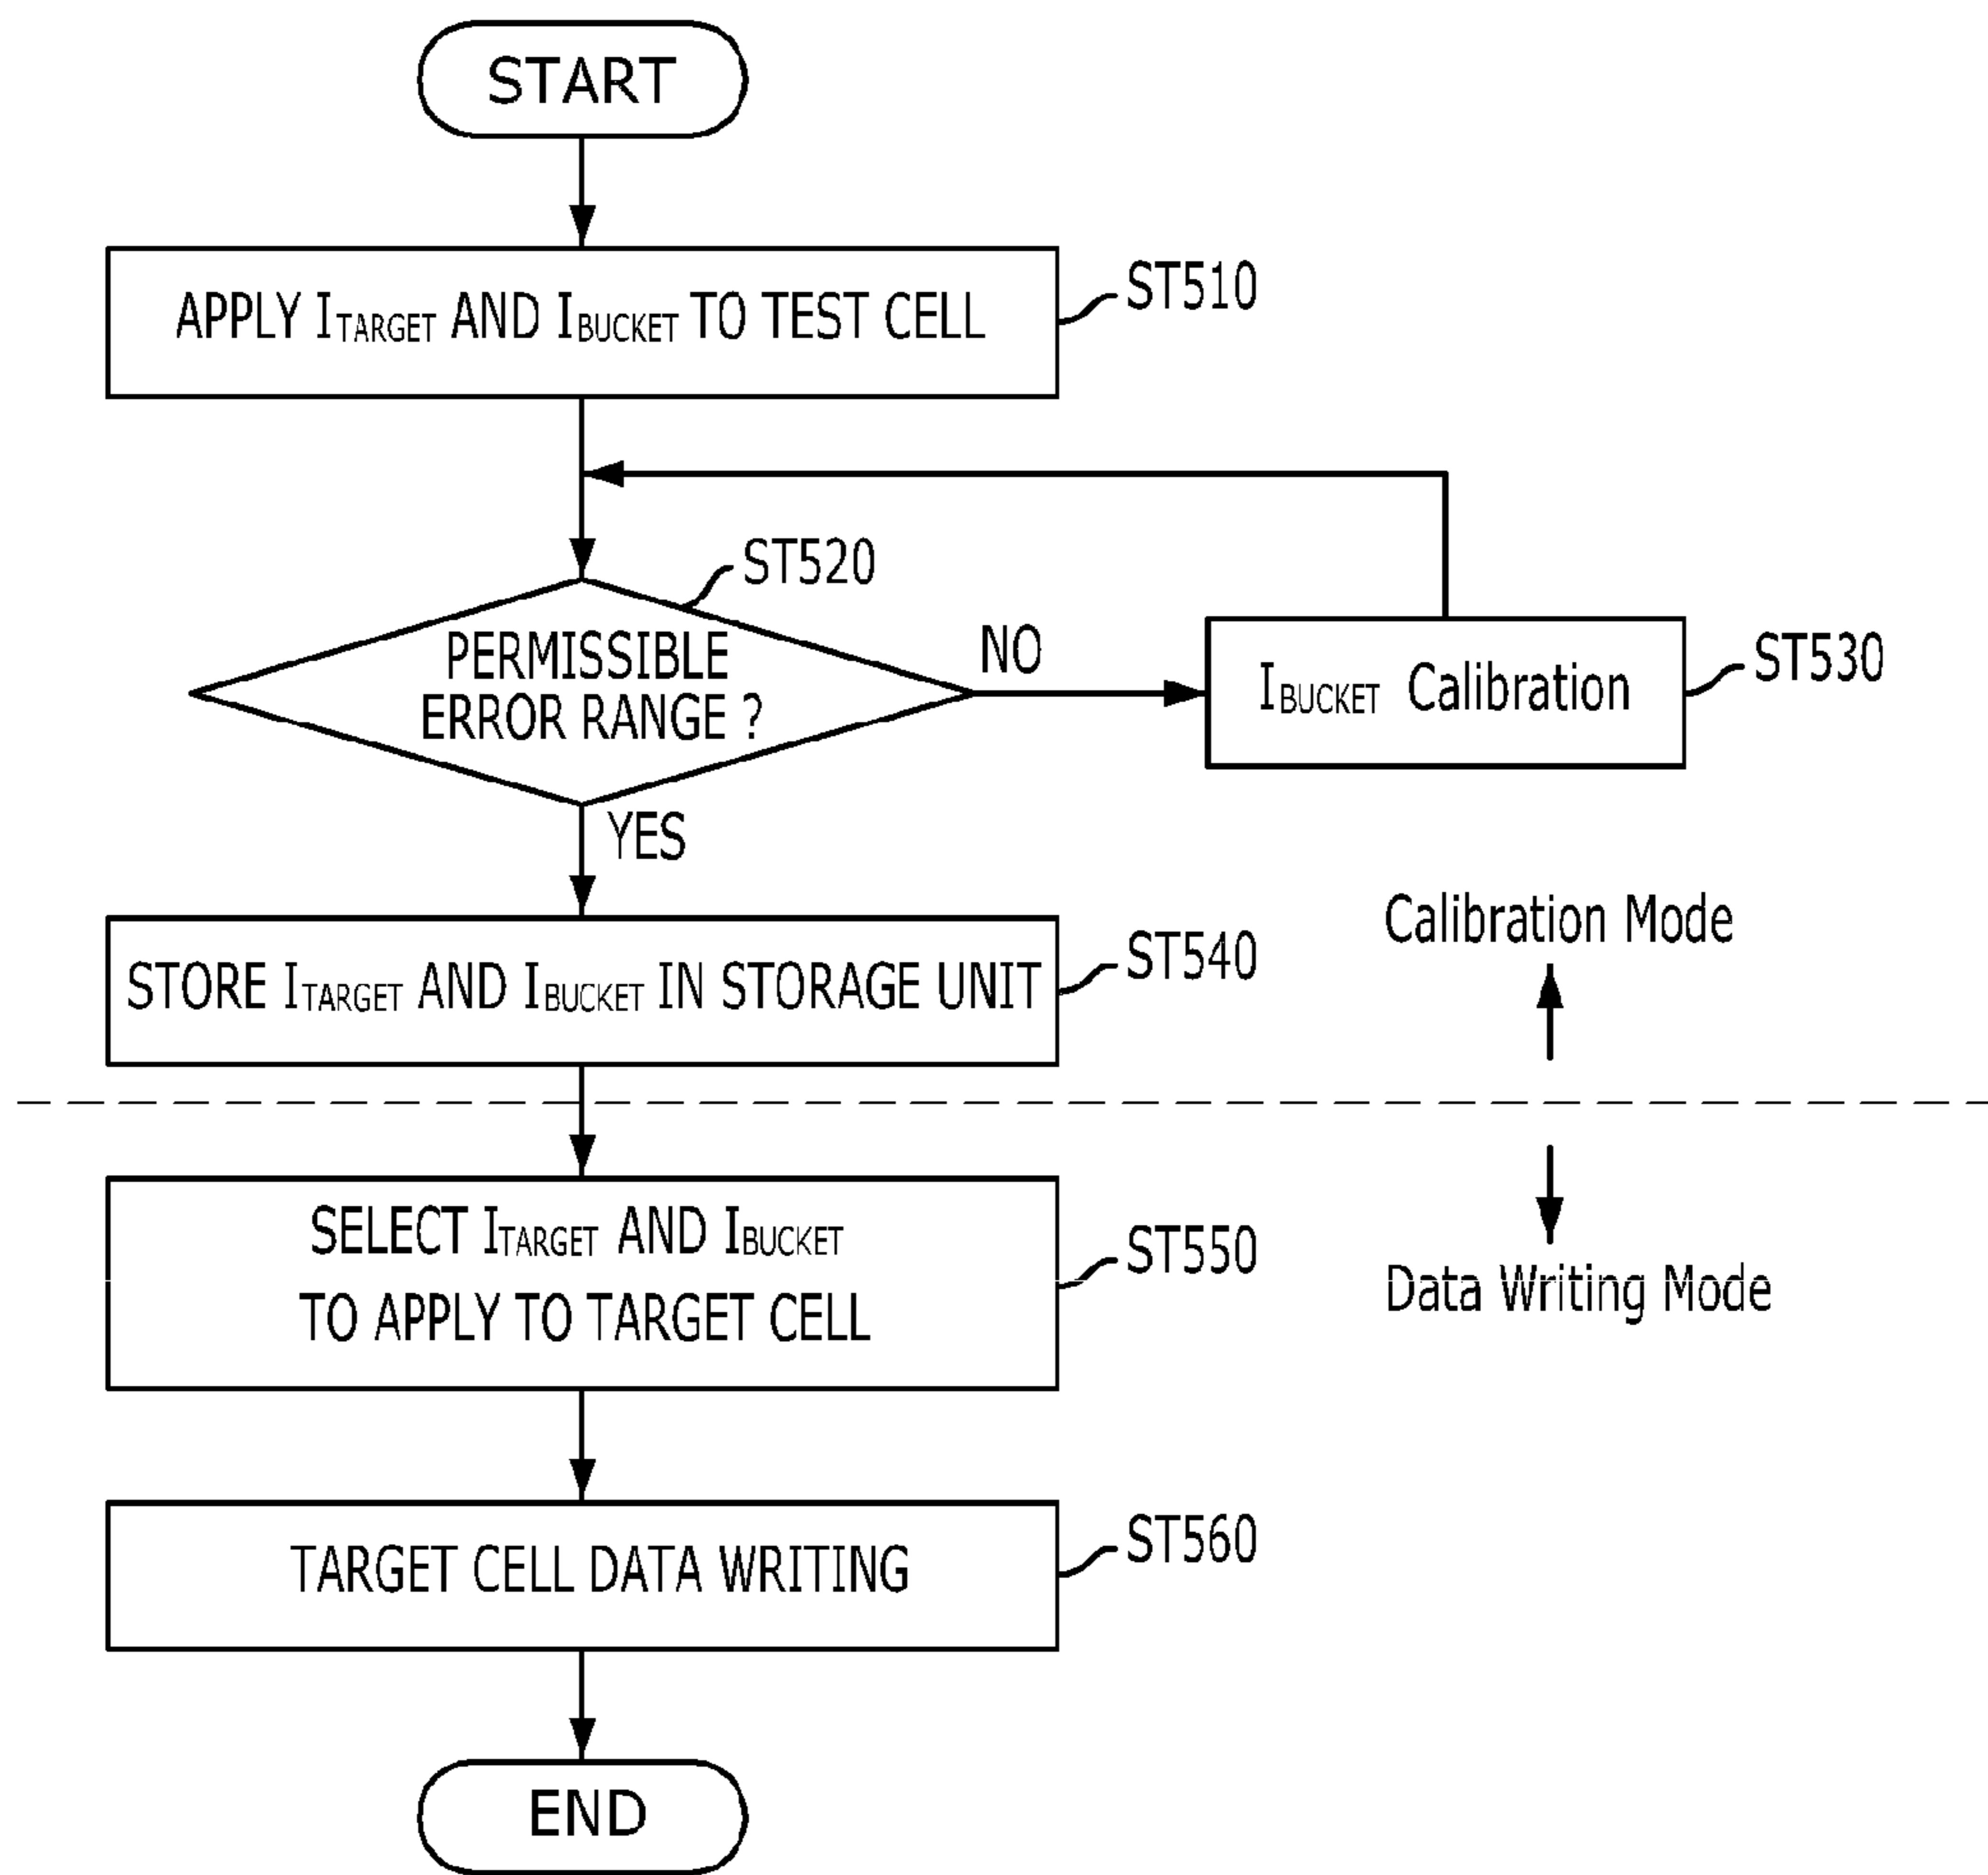 START
APPLY ITARGET AND IBUCKET TO TEST CELL
ST510
ST520
PERMISSIBLE
ERROR RANGE ?
NO
IBUCKET Calibration
ST530
YES
STORE ITARGET AND IBUCKET IN STORAGE UNIT
ST540
Calibration Mode
SELECT ITARGET AND IBUCKET
TO APPLY TO TARGET CELL
ST550
Data Writing Mode
TARGET CELL DATA WRITING
ST560
END